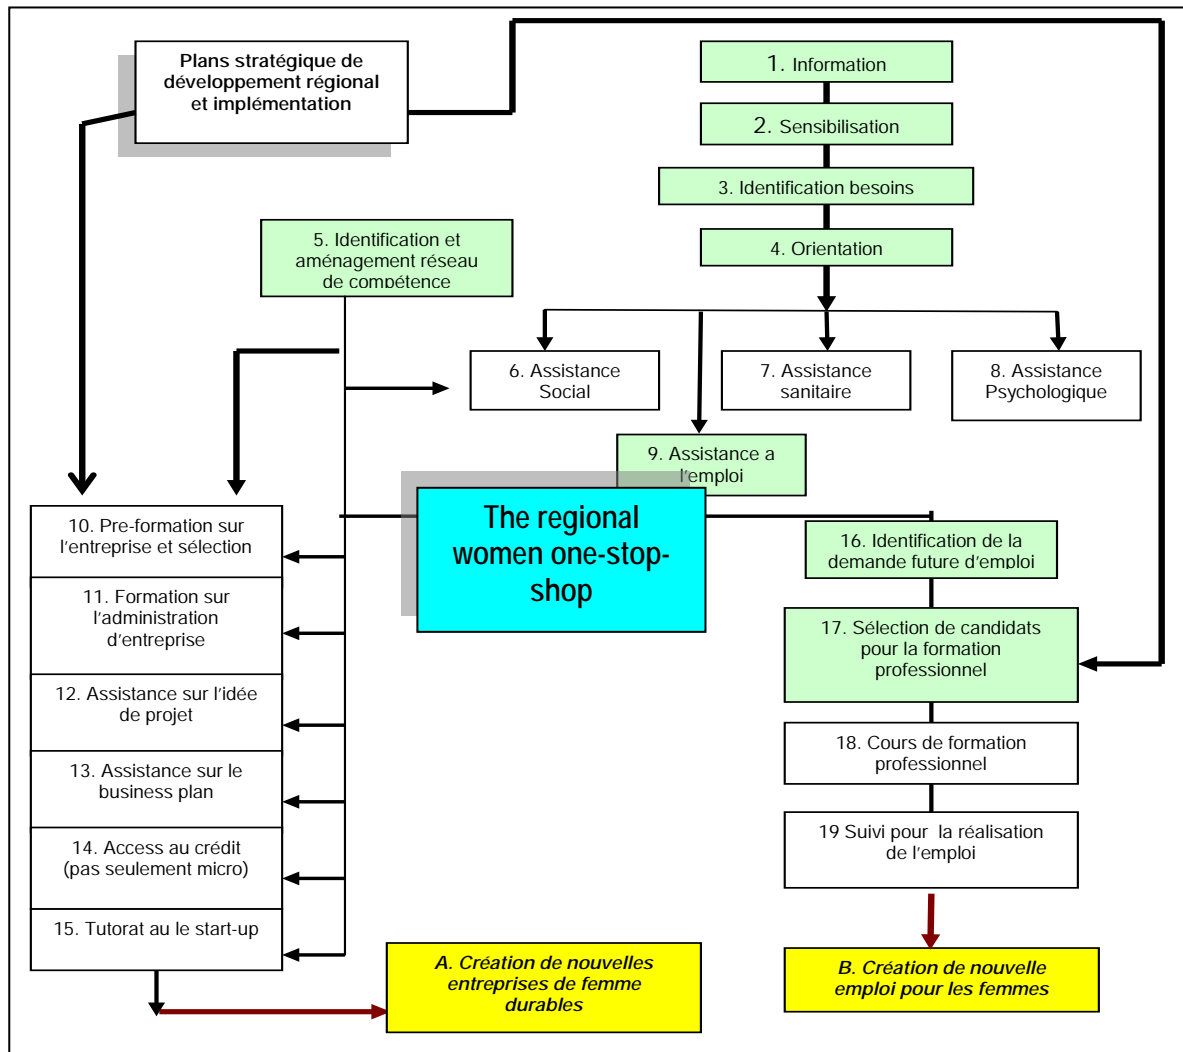 Plans stratégique de
développement régional
et implémentation
1. Information
2. Sensibilisation
3. Identification besoins
4. Orientation
5. Identification et
aménagement réseau
de compétence
6. Assistance
Social
7. Assistance
sanitaire
8. Assistance
Psychologique
9. Assistance a
l'emploi
The regional
women one-stop-
shop
10. Pre-formation sur
l'entreprise et sélection
11. Formation sur
l'administration
d'entreprise
12. Assistance sur l'idée
de projet
13. Assistance sur le
business plan
14. Access au crédit
(pas seulement micro)
15. Tutorat au le start-up
16. Identification de la
demande future d'emploi
17. Sélection de candidats
pour la formation
professionnel
18. Cours de formation
professionnel
19 Suivi pour la réalisation
de l'emploi
A. Création de nouvelles
entreprises de femme
durables
B. Création de nouvelle
emploi pour les femmes